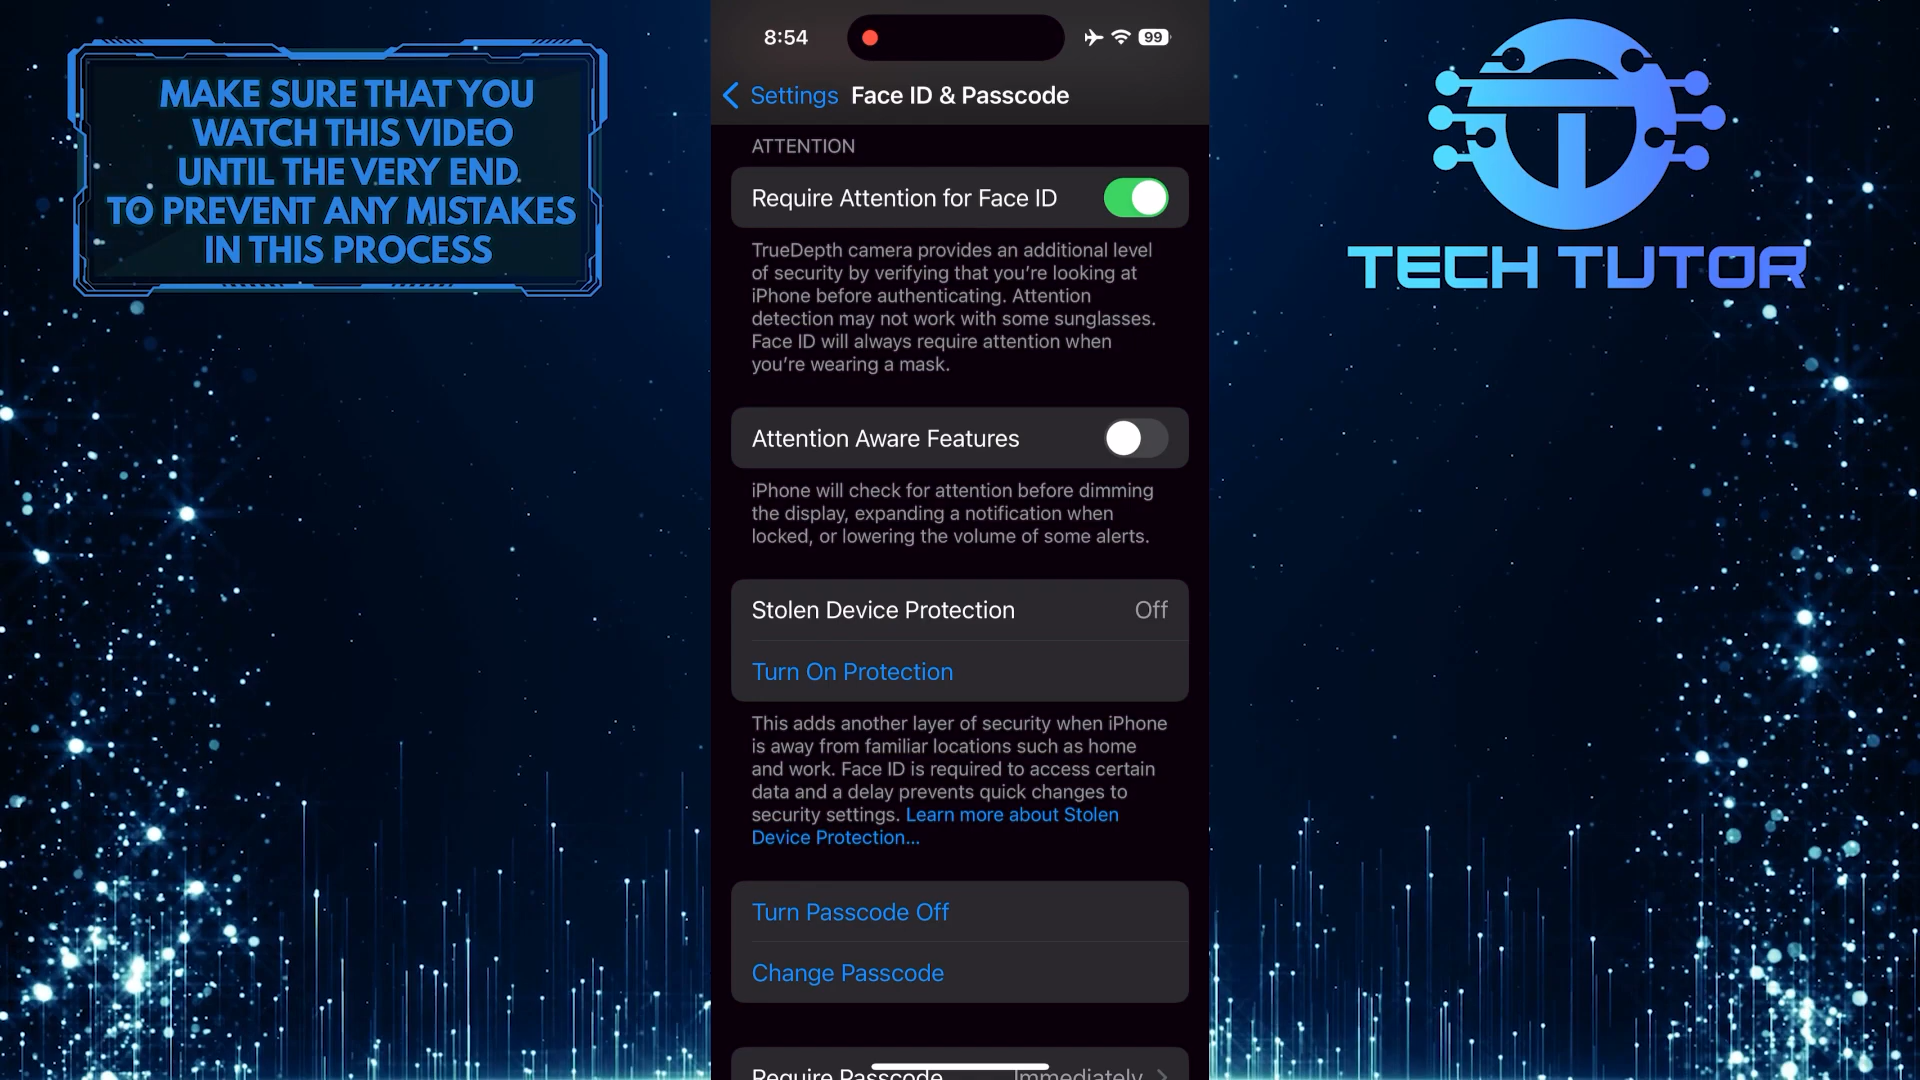 MAKE SURE THAT YOU
WATCH THIS VIDEO
UNTIL THE VERY END
TO PREVENT ANY MISTAKES
IN THIS PROCESS
8:54
99
Settings
Face ID & Passcode
ATTENTION
Require Attention for Face ID
TrueDepth camera provides an additional level
of security by verifying that you're looking at
iPhone before authenticating. Attention
detection may not work with some sunglasses.
Face ID will always require attention when
you're wearing a mask.
Attention Aware Features
iPhone will check for attention before dimming
the display, expanding a notification when
locked, or lowering the volume of some alerts.
Stolen Device Protection Off
Turn On Protection
This adds another layer of security when iPhone
is away from familiar locations such as home
and work. Face ID is required to access certain
data and a delay prevents quick changes to
security settings. Learn more about Stolen
Device Protection...
Turn Passcode Off
Change Passcode
Require Passcode Immediately
TECH TUTOR